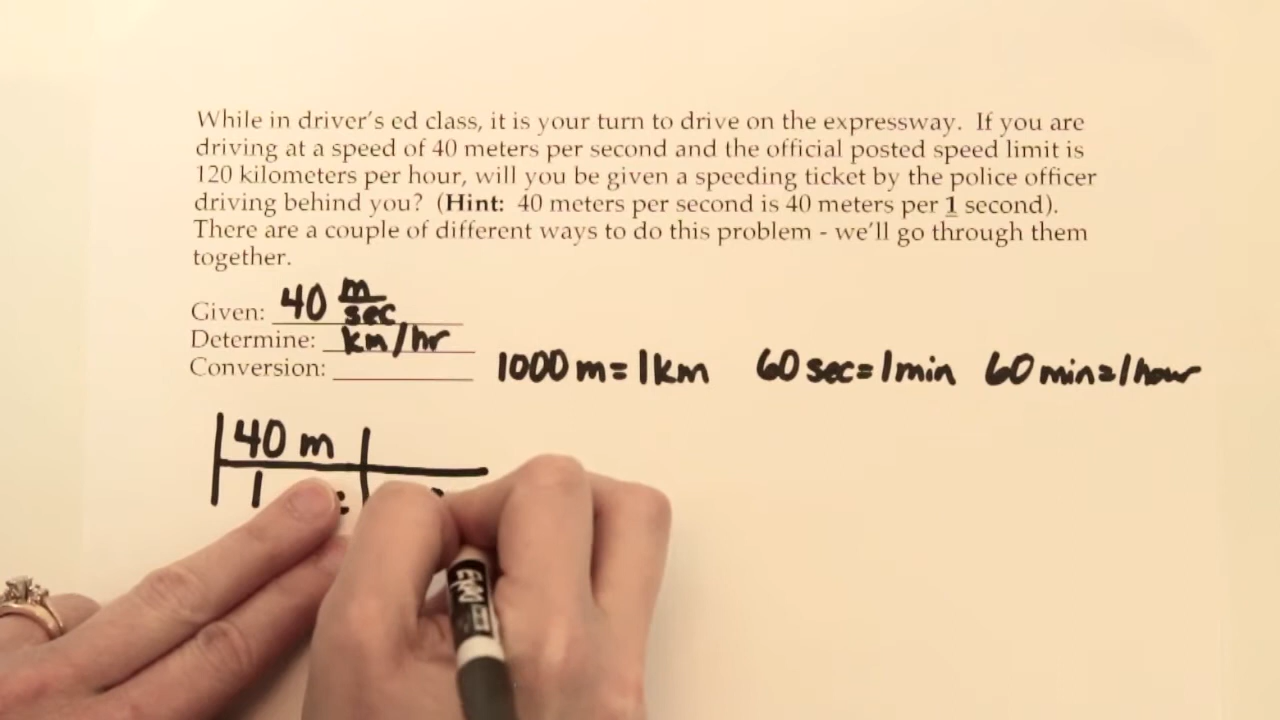 While in driver's ed class, it is your turn to drive on the expressway. If you are
driving at a speed of 40 meters per second and the official posted speed limit is
120 kilometers per hour, will you be given a speeding ticket by the police officer
driving behind you? (Hint: 40 meters per second is 40 meters per 1 second).
There are a couple of different ways to do this problem - we'll go through them
together.
Given: 40 m/sec
Determine: km/hr
Conversion: 1000 m = 1 km 60 sec = 1 min 60 min = 1 hour
40 m
1
EXPO